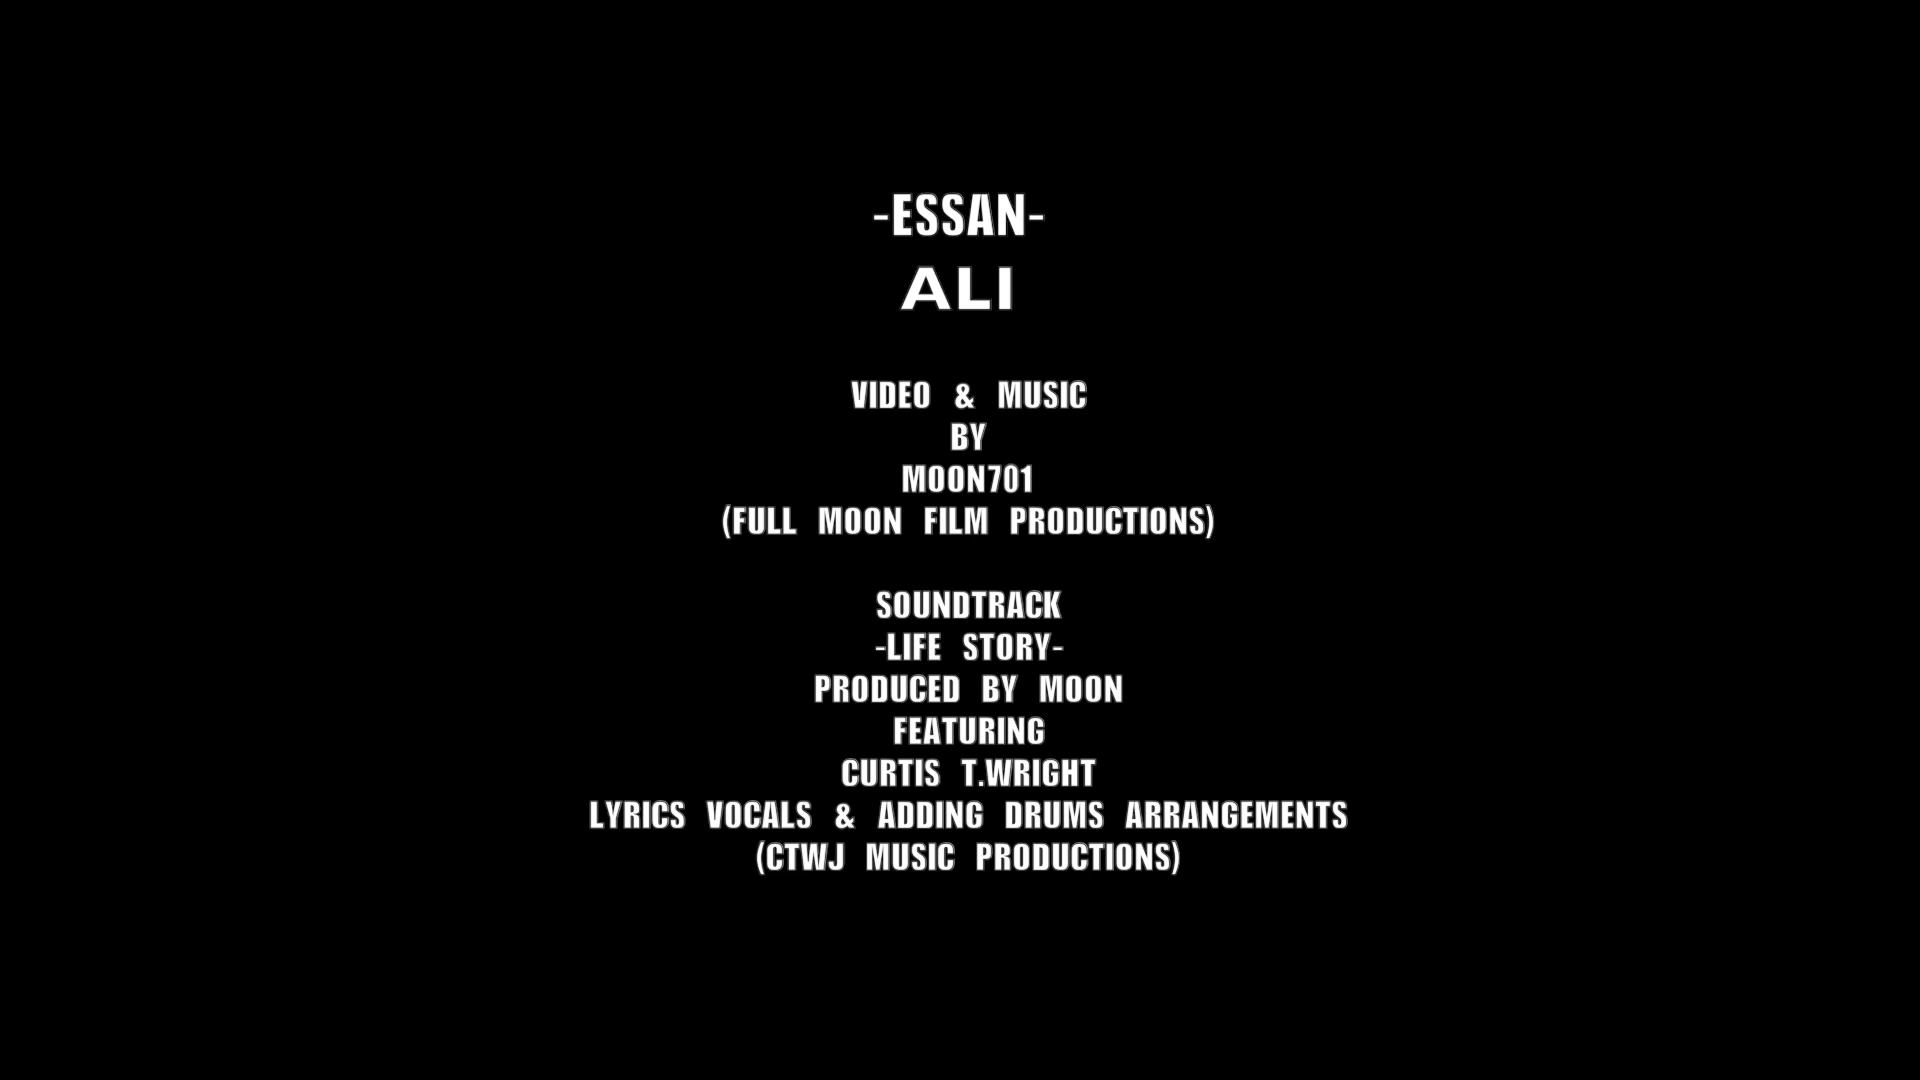 -ESSAN-
ALI
VIDEO & MUSIC
BY
MOON701
(FULL MOON FILM PRODUCTIONS)
SOUNDTRACK
-LIFE STORY-
PRODUCED BY MOON
FEATURING
CURTIS T.WRIGHT
LYRICS VOCALS & ADDING DRUMS ARRANGEMENTS
(CTWJ MUSIC PRODUCTIONS)